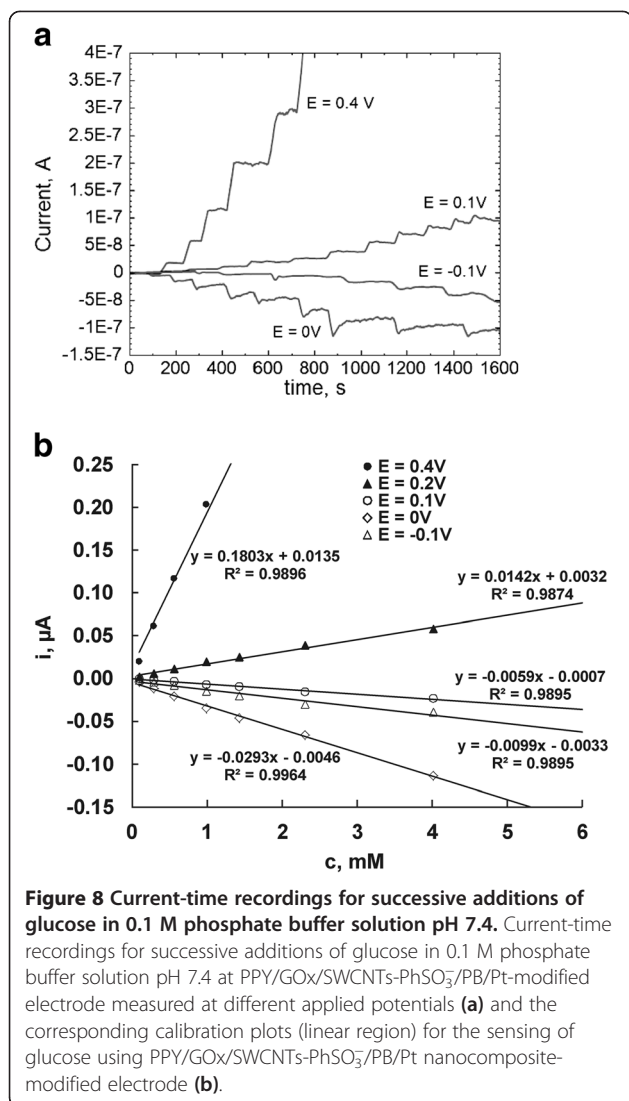 a
4E-7
3.5E-7
3E-7
2.5E-7
2E-7
1.5E-7
1E-7
5E-8
0
-5E-8
-1E-7
-1.5E-7
Current, A
E = 0.4 V
E = 0.1V
E = -0.1V
E = 0V
0 200 400 600 800 1000 1200 1400 1600
time, s
b
0.25
0.20
0.15
0.10
0.05
0.00
-0.05
-0.10
-0.15
i, µA
E = 0.4V
E = 0.2V
E = 0.1V
E = 0V
E = -0.1V
y = 0.1803x + 0.0135
R² = 0.9896
y = 0.0142x + 0.0032
R² = 0.9874
y = -0.0059x - 0.0007
R² = 0.9895
y = -0.0099x - 0.0033
R² = 0.9895
y = -0.0293x - 0.0046
R² = 0.9964
0 1 2 3 4 5 6
c, mM
Figure 8 Current-time recordings for successive additions of
glucose in 0.1 M phosphate buffer solution pH 7.4. Current-time
recordings for successive additions of glucose in 0.1 M phosphate
buffer solution pH 7.4 at PPY/GOx/SWCNTs-PhSO₃⁻/PB/Pt-modified
electrode measured at different applied potentials (a) and the
corresponding calibration plots (linear region) for the sensing of
glucose using PPY/GOx/SWCNTs-PhSO₃⁻/PB/Pt nanocomposite-
modified electrode (b).